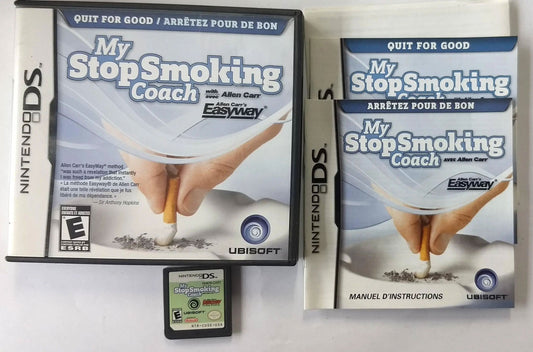 QUIT FOR GOOD / ARRÊTEZ POUR DE BON
My
StopSmoking
Coach
with
avec
Allen Carr
Allen Carr's
Easyway
NINTENDO DS
Allen Carr's EasyWay® method,
"was such a revelation that instantly
I was freed from my addiction."
« La méthode Easyway® de Allen Carr
était une telle révélation que je fus
libéré de ma dépendance »
- Sir Anthony Hopkins
EVERYONE
E
ESRB
UBISOFT
QUIT FOR GOOD
My
StopSmoking
Coach
ARRÊTEZ POUR DE BON
My
StopSmoking
Coach
AVEC Allen Carr
Allen Carr's
Easyway
NINTENDO DS
UBISOFT
MANUEL D'INSTRUCTIONS
NINTENDO DS
My
StopSmoking
Coach
E
UBISOFT